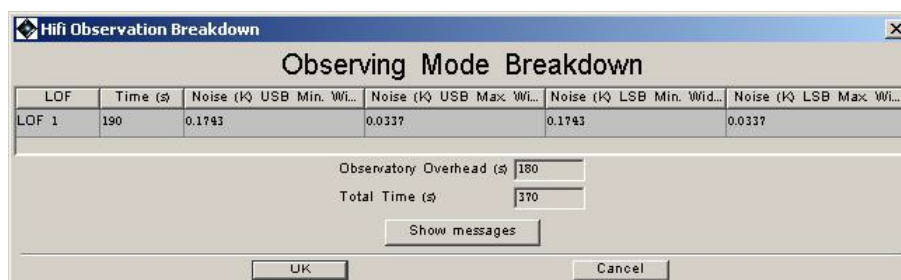 Hifi Observation Breakdown
Observing Mode Breakdown
LOF Time (s) Noise (K) USB Min. Wi... Noise (K) USB Max. Wi... Noise (K) LSB Min. Wid... Noise (K) LSB Max. Wi...
LOF 1 190 0.1743 0.0337 0.1743 0.0337
Observatory Overhead (s) 180
Total Time (s) 370
Show messages
UK Cancel